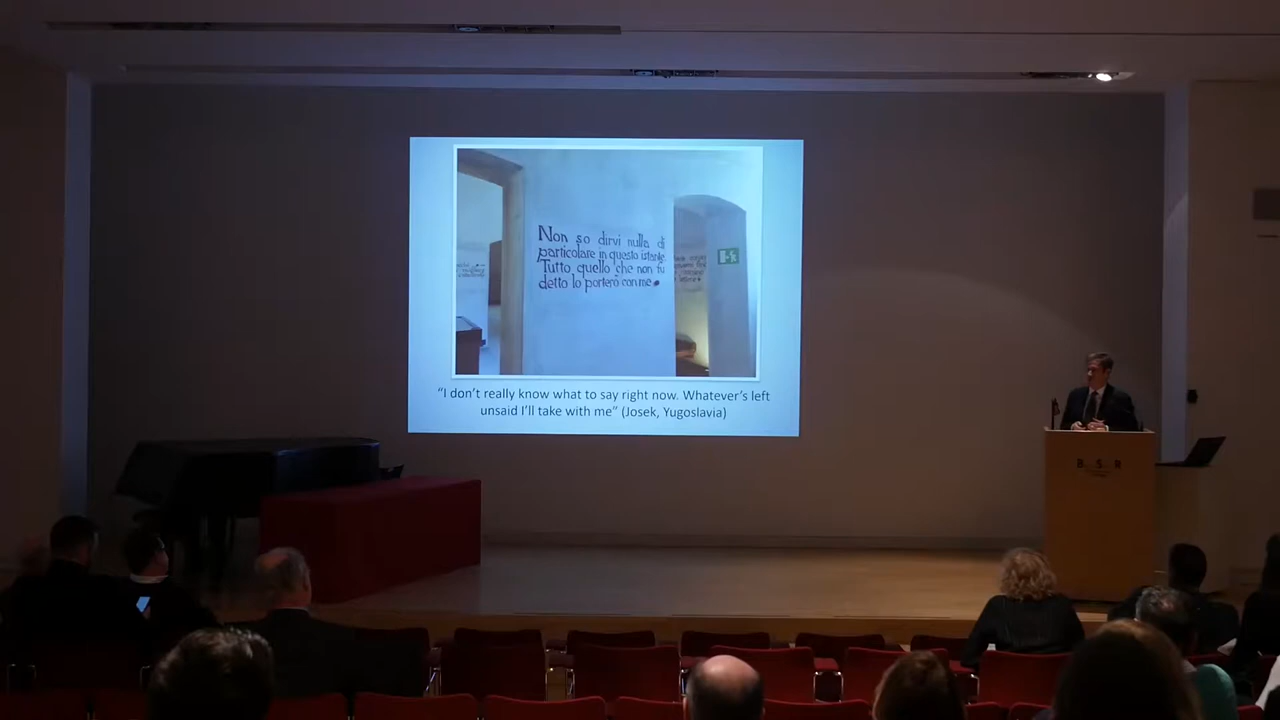 Non so dirvi nulla di
particolare in questo istante.
Tutto quello che non fu
detto lo porterò con me
"I don't really know what to say right now. Whatever's left
unsaid I'll take with me" (Josek, Yugoslavia)
B S R